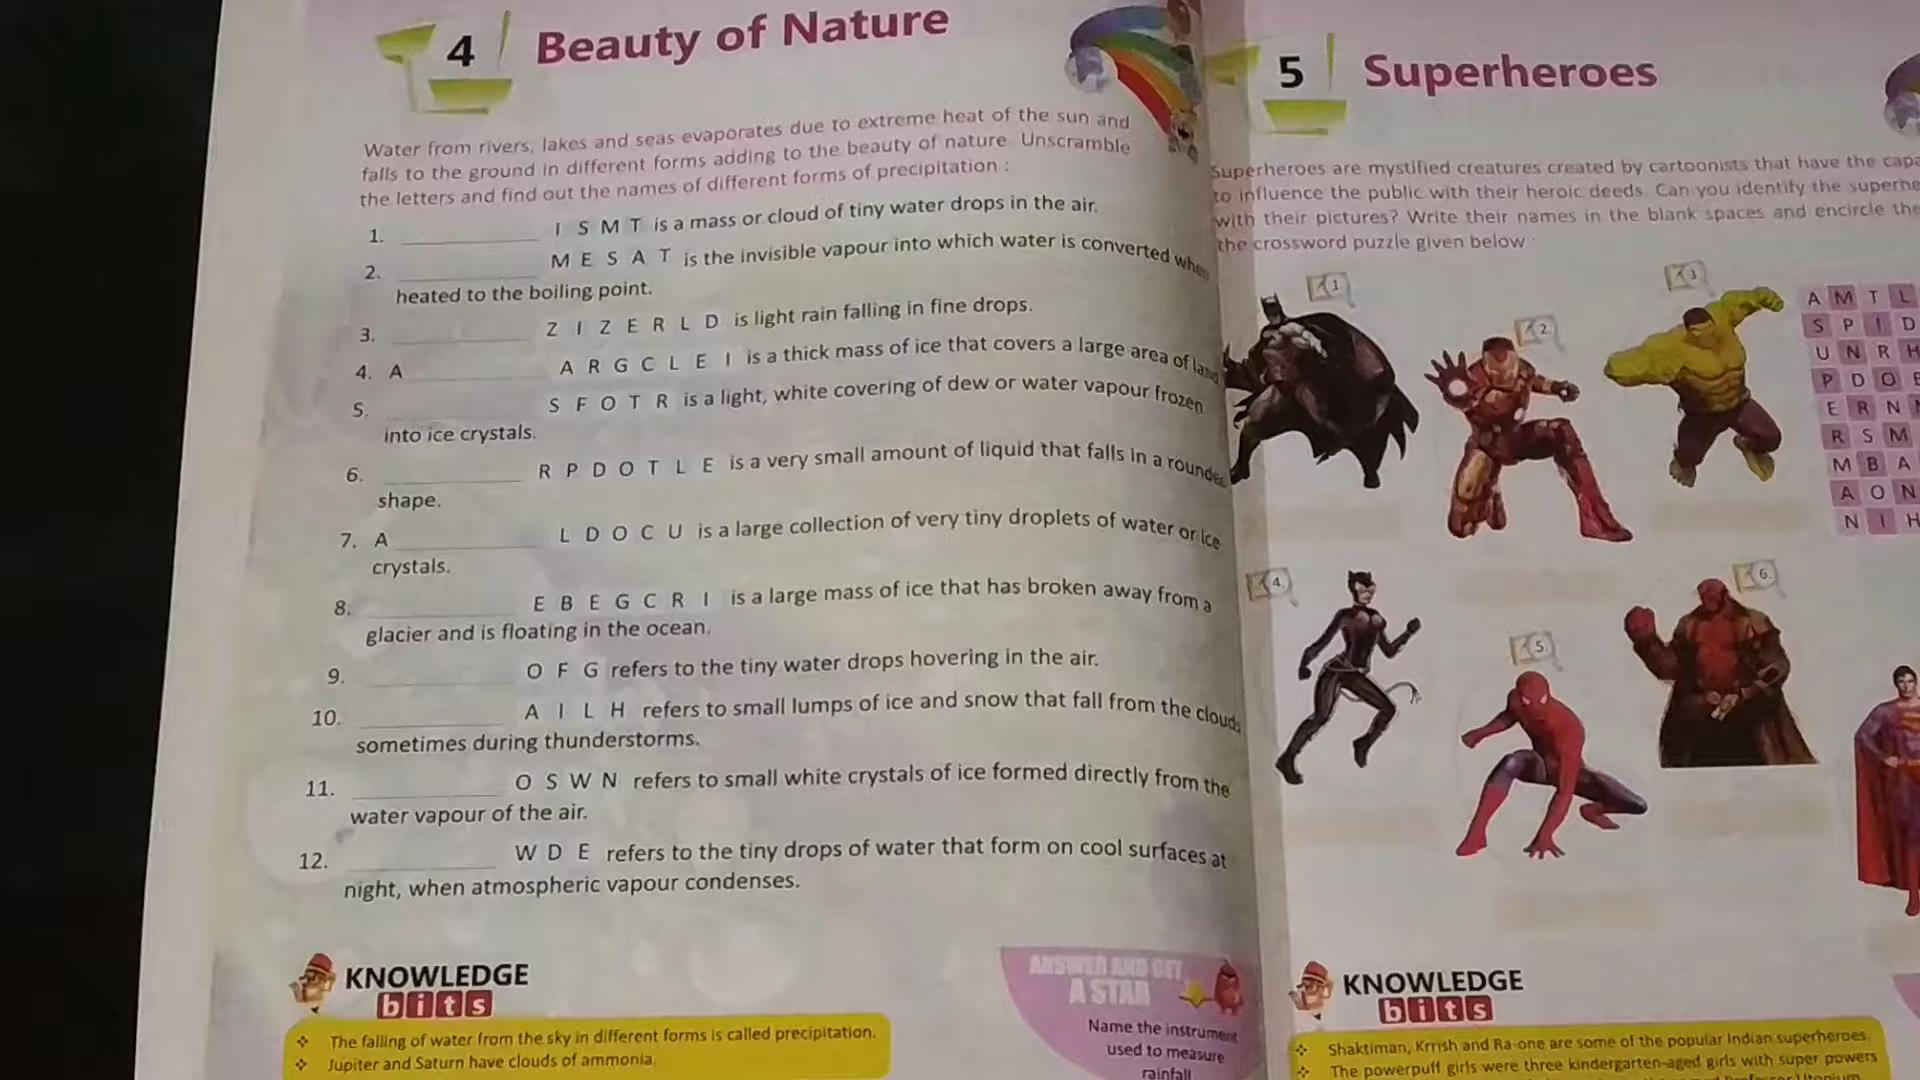 4 Beauty of Nature
Water from rivers, lakes and seas evaporates due to extreme heat of the sun and
falls to the ground in different forms adding to the beauty of nature Unscramble
the letters and find out the names of different forms of precipitation :
1. I S M T is a mass or cloud of tiny water drops in the air.
2. M E S A T is the invisible vapour into which water is converted when
heated to the boiling point.
3. Z I Z E R L D is light rain falling in fine drops.
4. A A R G C L E I is a thick mass of ice that covers a large area of land
5. S F O T R is a light, white covering of dew or water vapour frozen
into ice crystals.
6. R P D O T L E is a very small amount of liquid that falls in a rounded
shape.
7. A L D O C U is a large collection of very tiny droplets of water or ice
crystals.
8. E B E G C R I is a large mass of ice that has broken away from a
glacier and is floating in the ocean.
9. O F G refers to the tiny water drops hovering in the air.
10. A I L H refers to small lumps of ice and snow that fall from the clouds
sometimes during thunderstorms.
11. O S W N refers to small white crystals of ice formed directly from the
water vapour of the air.
12. W D E refers to the tiny drops of water that form on cool surfaces at
night, when atmospheric vapour condenses.
KNOWLEDGE
bits
The falling of water from the sky in different forms is called precipitation.
Jupiter and Saturn have clouds of ammonia.
ANSWER AND GET
A STAR
Name the instrument
used to measure
rainfall
5 Superheroes
Superheroes are mystified creatures created by cartoonists that have the
to influence the public with their heroic deeds. Can you identify the
with their pictures? Write their names in the blank spaces and encircle
the crossword puzzle given below
1
2.
3
4.
5.
6.
A M T L
S P I D
U N R H
P D O E
E R N
R S M
M B A
A O N
N I H
KNOWLEDGE
bits
Shaktiman, Krrish and Ra-one are some of the popular Indian superheroes.
The powerpuff girls were three kindergarten-aged girls with super powers